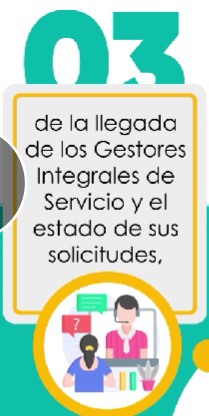 03
de la llegada
de los Gestores
Integrales de
Servicio y el
estado de sus
solicitudes,
?